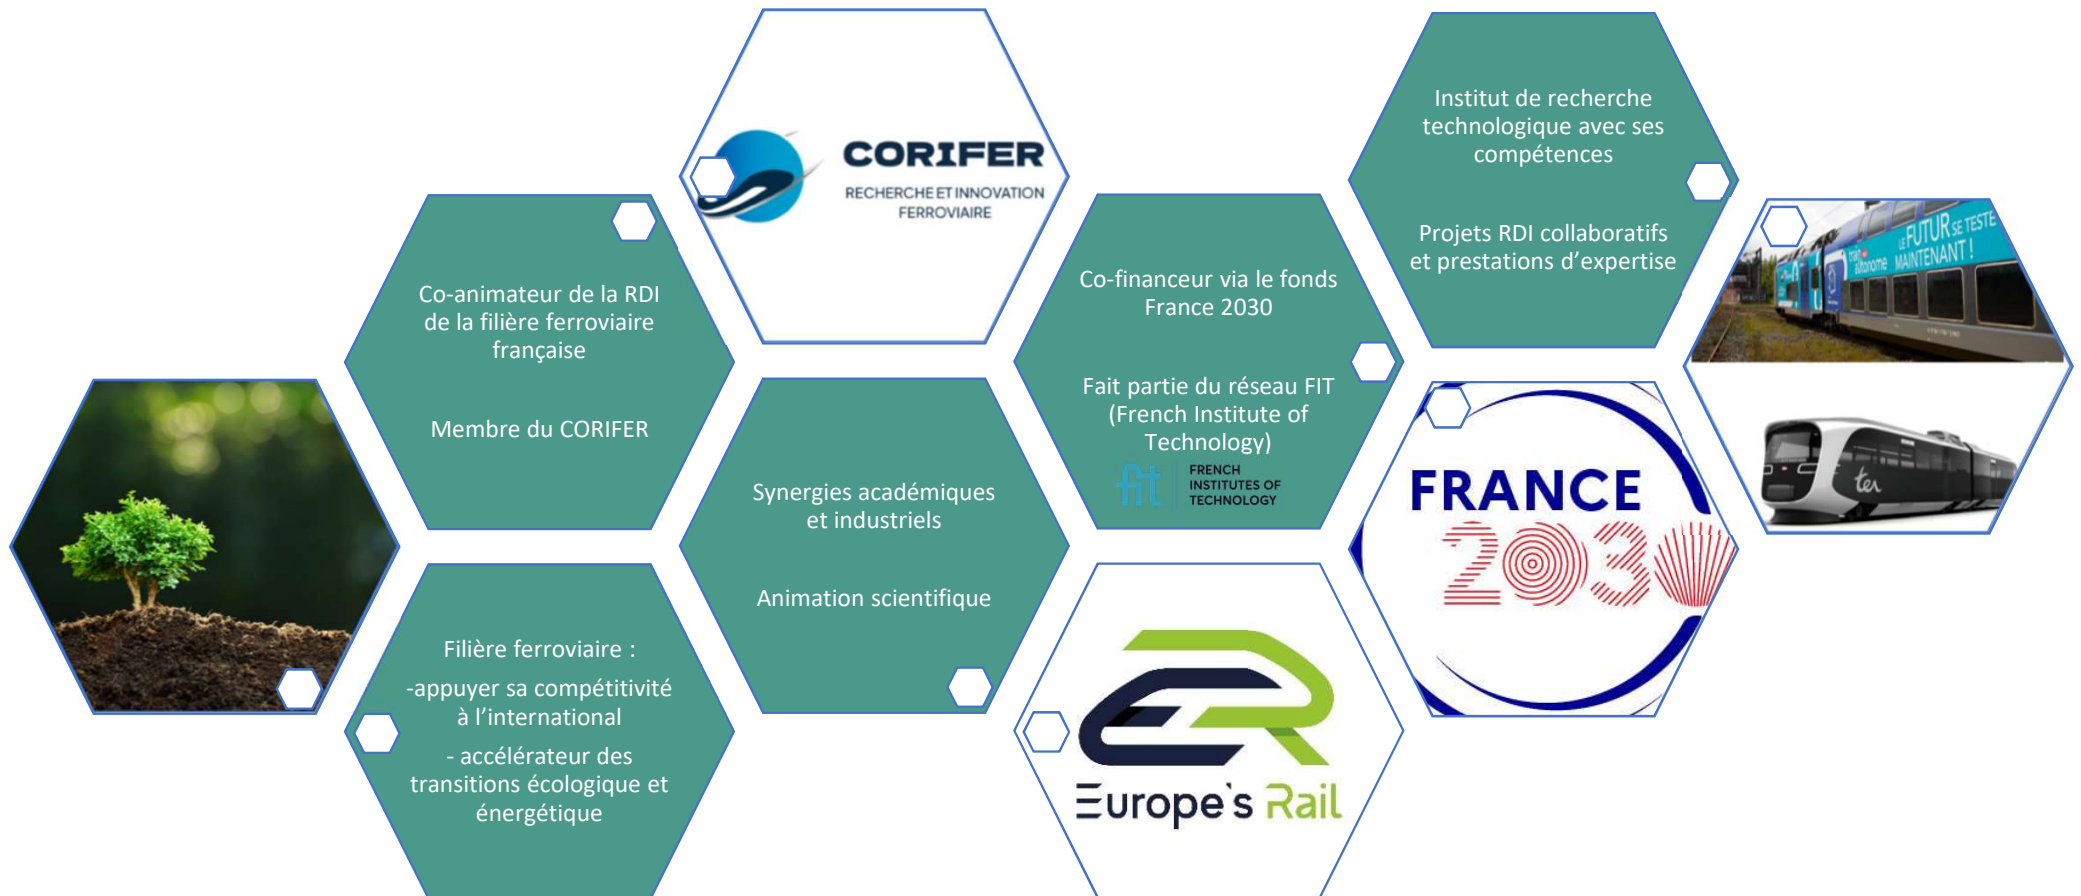 CORIFER
RECHERCHE ET INNOVATION
FERROVIAIRE
Institut de recherche
technologique avec ses
compétences
Projets RDI collaboratifs
et prestations d’expertise
LE FUTUR SE TESTE
MAINTENANT !
train
autonome
ter
Co-animateur de la RDI
de la filière ferroviaire
française
Membre du CORIFER
Co-financeur via le fonds
France 2030
Fait partie du réseau FIT
(French Institute of
Technology)
fit
FRENCH
INSTITUTES OF
TECHNOLOGY
Synergies académiques
et industriels
Animation scientifique
FRANCE
2030
Filière ferroviaire :
-appuyer sa compétitivité
à l’international
- accélérateur des
transitions écologique et
énergétique
ER
Europe's Rail